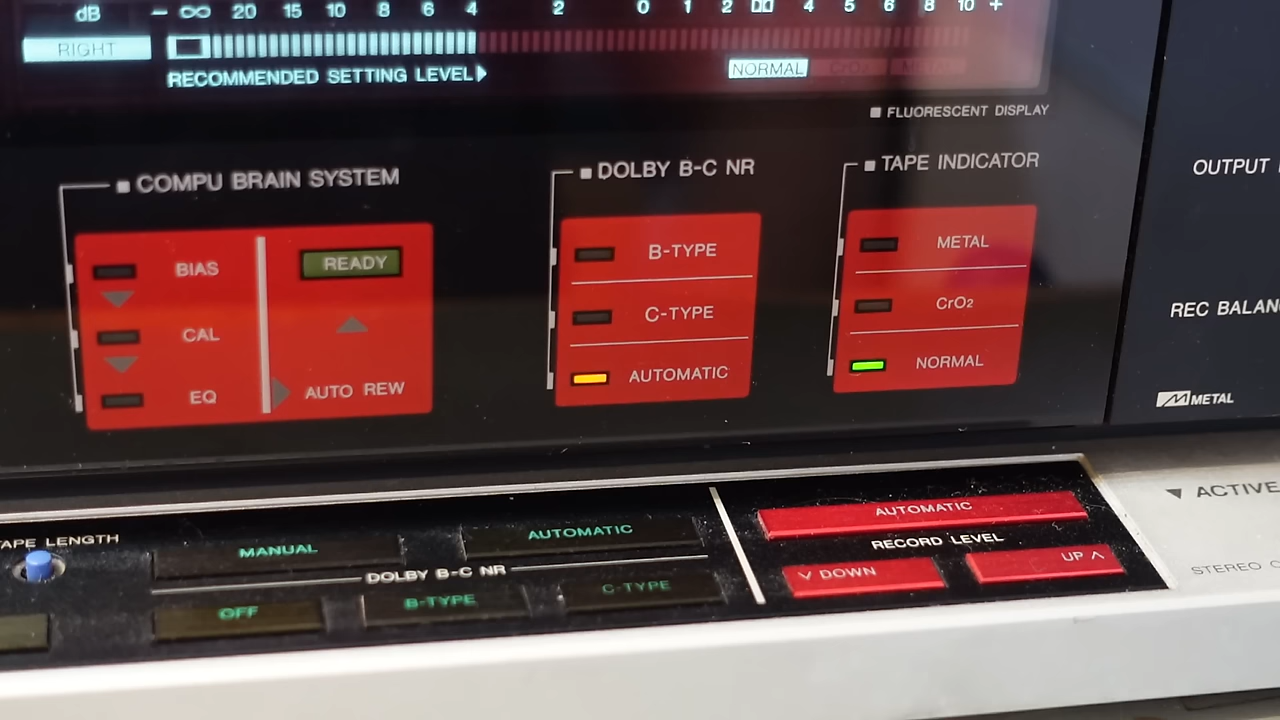 dB − ∞ 20 15 10 8 6 4 2 0 1 2 4 5 6 8 10 +
RIGHT
RECOMMENDED SETTING LEVEL
NORMAL CrO2 METAL
FLUORESCENT DISPLAY
COMPU BRAIN SYSTEM
BIAS
CAL
EQ
READY
AUTO REW
DOLBY B-C NR
B-TYPE
C-TYPE
AUTOMATIC
TAPE INDICATOR
METAL
CrO2
NORMAL
OUTPUT
REC BALAN
METAL
TAPE LENGTH
MANUAL
AUTOMATIC
DOLBY B-C NR
OFF
B-TYPE
C-TYPE
AUTOMATIC
RECORD LEVEL
DOWN
UP
ACTIVE
STEREO